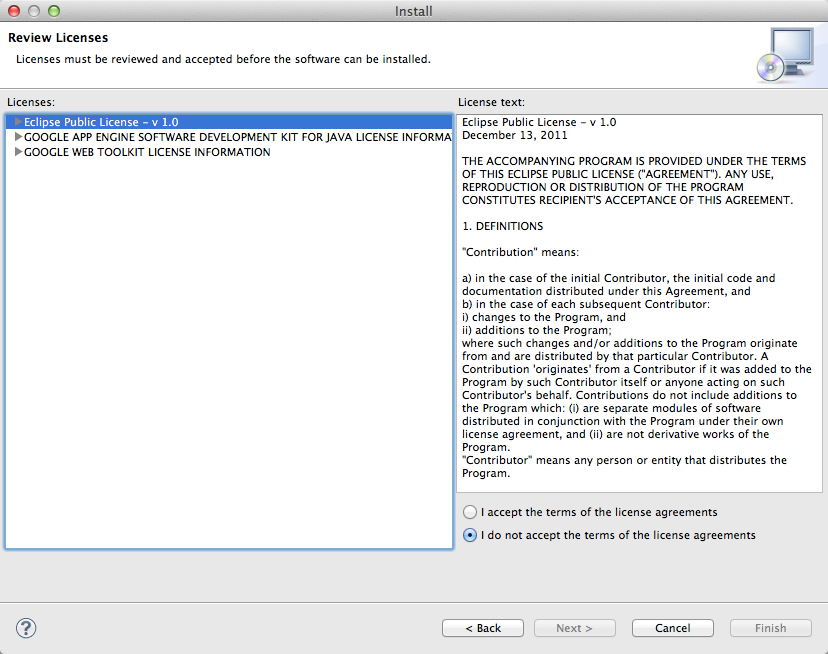 Install
Review Licenses
Licenses must be reviewed and accepted before the software can be installed.
Licenses:
Eclipse Public License – v 1.0
GOOGLE APP ENGINE SOFTWARE DEVELOPMENT KIT FOR JAVA LICENSE INFORMA
GOOGLE WEB TOOLKIT LICENSE INFORMATION
License text:
Eclipse Public License – v 1.0
December 13, 2011
THE ACCOMPANYING PROGRAM IS PROVIDED UNDER THE TERMS
OF THIS ECLIPSE PUBLIC LICENSE ("AGREEMENT"). ANY USE,
REPRODUCTION OR DISTRIBUTION OF THE PROGRAM
CONSTITUTES RECIPIENT'S ACCEPTANCE OF THIS AGREEMENT.
1. DEFINITIONS
"Contribution" means:
a) in the case of the initial Contributor, the initial code and
documentation distributed under this Agreement, and
b) in the case of each subsequent Contributor:
i) changes to the Program, and
ii) additions to the Program;
where such changes and/or additions to the Program originate
from and are distributed by that particular Contributor. A
Contribution 'originates' from a Contributor if it was added to the
Program by such Contributor itself or anyone acting on such
Contributor's behalf. Contributions do not include additions to
the Program which: (i) are separate modules of software
distributed in conjunction with the Program under their own
license agreement, and (ii) are not derivative works of the
Program.
"Contributor" means any person or entity that distributes the
Program.
I accept the terms of the license agreements
I do not accept the terms of the license agreements
?
< Back
Next >
Cancel
Finish